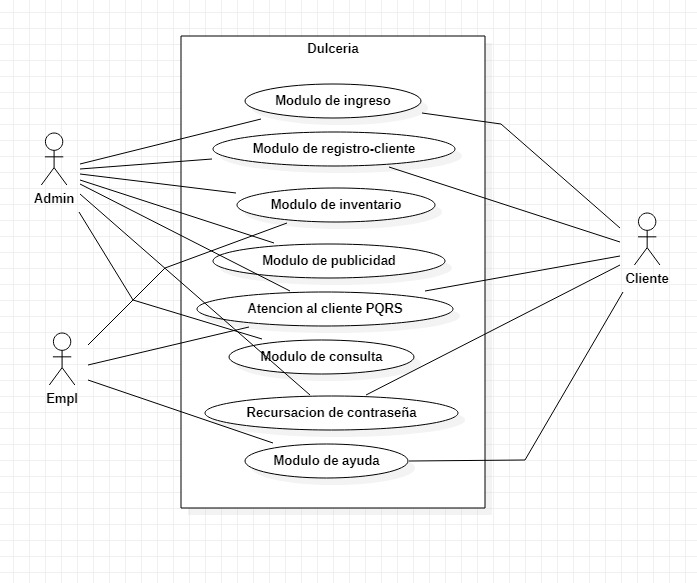 Dulceria
Modulo de ingreso
Modulo de registro-cliente
Admin
Modulo de inventario
Modulo de publicidad
Cliente
Atencion al cliente PQRS
Modulo de consulta
Empl
Recursacion de contraseña
Modulo de ayuda